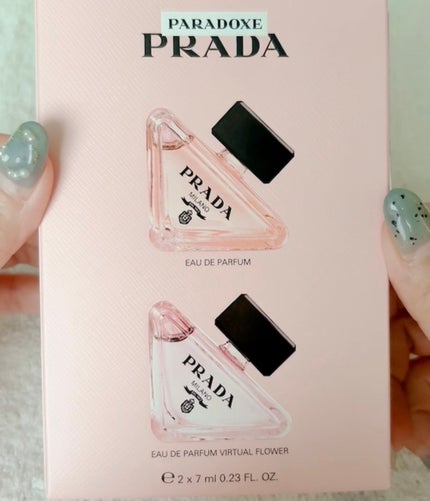 PARADOXE
PRADA
PRADA
MILANO
EAU DE PARFUM
PRADA
MILANO
EAU DE PARFUM VIRTUAL FLOWER
℮ 2 x 7 ml 0.23 FL. OZ.